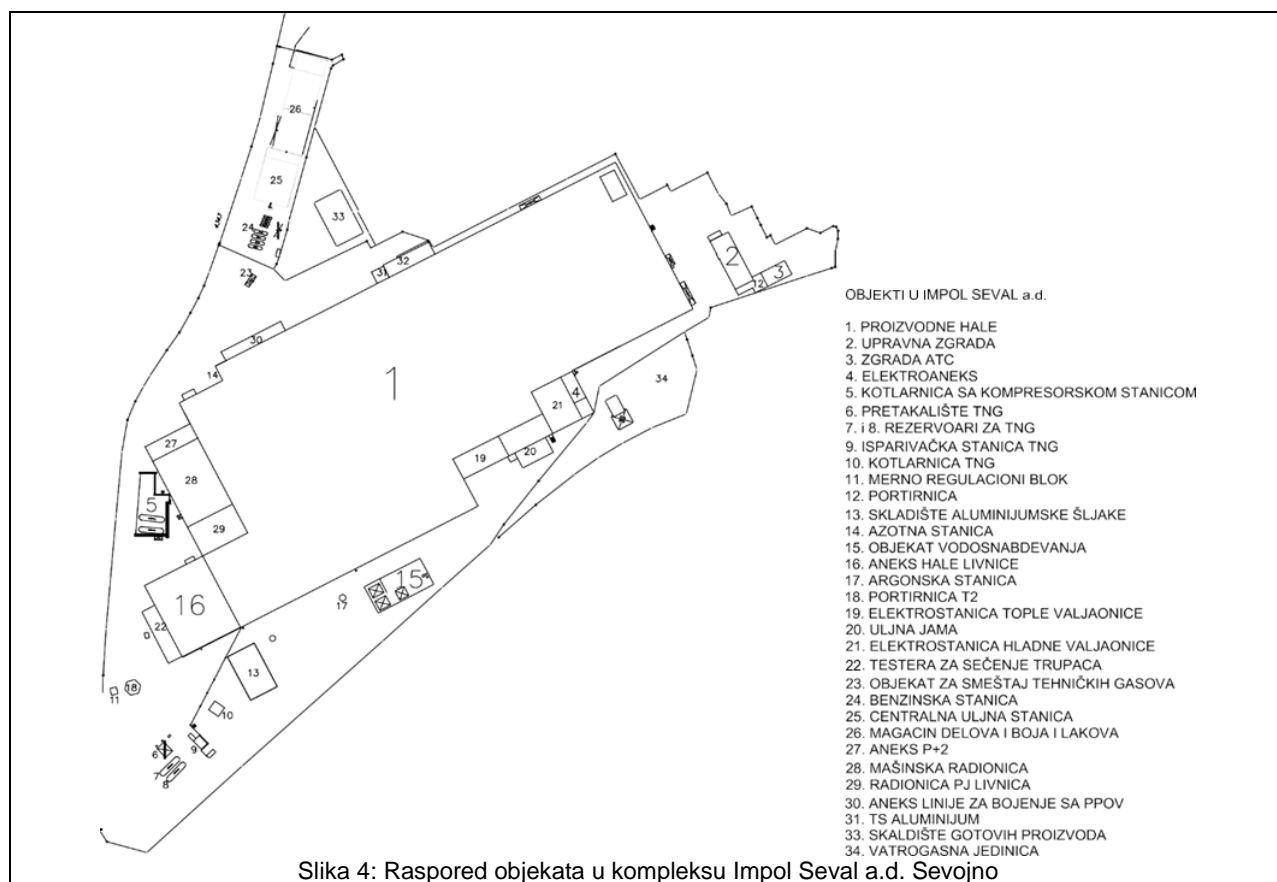 26
25
33
24
23
32
31
2
3
12
30
1
14
34
4
21
27
19
20
28
5
29
15
16
17
22
13
18
11
10
9
6
7
8
OBJEKTI U IMPOL SEVAL a.d.
1. PROIZVODNE HALE
2. UPRAVNA ZGRADA
3. ZGRADA ATC
4. ELEKTROANEKS
5. KOTLARNICA SA KOMPRESORSKOM STANICOM
6. PRETAKALIŠTE TNG
7. i 8. REZERVOARI ZA TNG
9. ISPARIVAČKA STANICA TNG
10. KOTLARNICA TNG
11. MERNO REGULACIONI BLOK
12. PORTIRNICA
13. SKLADIŠTE ALUMINIJUMSKE ŠLJAKE
14. AZOTNA STANICA
15. OBJEKAT VODOSNABDEVANJA
16. ANEKS HALE LIVNICE
17. ARGONSKA STANICA
18. PORTIRNICA T2
19. ELEKTROSTANICA TOPLE VALJAONICE
20. ULJNA JAMA
21. ELEKTROSTANICA HLADNE VALJAONICE
22. TESTERA ZA SEČENJE TRUPACA
23. OBJEKAT ZA SMEŠTAJ TEHNIČKIH GASOVA
24. BENZINSKA STANICA
25. CENTRALNA ULJNA STANICA
26. MAGACIN DELOVA I BOJA I LAKOVA
27. ANEKS P+2
28. MAŠINSKA RADIONICA
29. RADIONICA PJ LIVNICA
30. ANEKS LINIJE ZA BOJENJE SA PPOV
31. TS ALUMINIJUM
33. SKALDIŠTE GOTOVIH PROIZVODA
34. VATROGASNA JEDINICA
Slika 4: Raspored objekata u kompleksu Impol Seval a.d. Sevojno